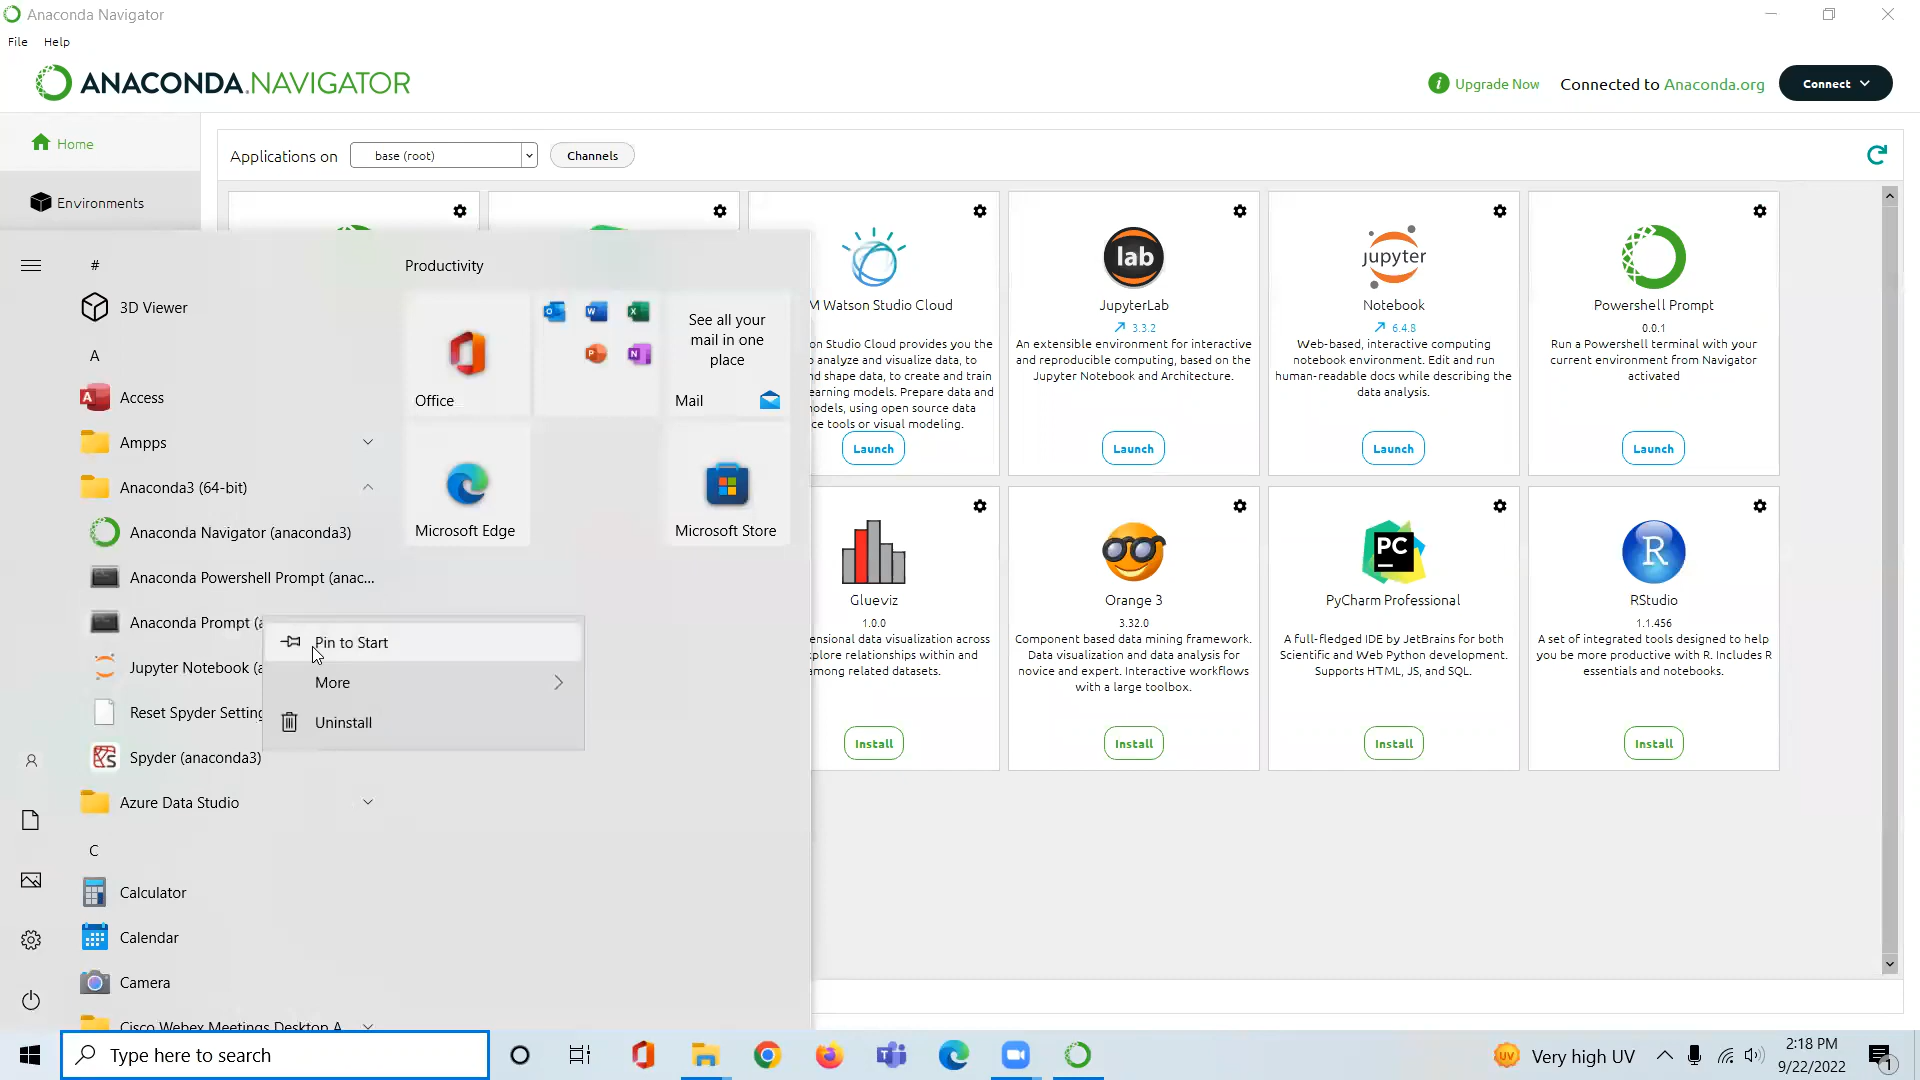 Anaconda Navigator
File Help
ANACONDA.NAVIGATOR
Upgrade Now Connected to Anaconda.org Connect
Home
Environments
Applications on base (root) Channels
#
3D Viewer
A
Access
Ampps
Anaconda3 (64-bit)
Anaconda Navigator (anaconda3)
Anaconda Powershell Prompt (anac...
Anaconda Prompt (a
Jupyter Notebook (a
Reset Spyder Setting
Spyder (anaconda3)
Azure Data Studio
C
Calculator
Calendar
Camera
Cisco Webex Meetings Desktop A
Pin to Start
More
Uninstall
Productivity
Office
See all your
mail in one
place
Mail
Microsoft Edge
Microsoft Store
M Watson Studio Cloud
on Studio Cloud provides you the
o analyze and visualize data, to
nd shape data, to create and train
earning models. Prepare data and
odels, using open source data
ce tools or visual modeling.
Launch
lab
JupyterLab
3.3.2
An extensible environment for interactive
and reproducible computing, based on the
Jupyter Notebook and Architecture.
Launch
jupyter
Notebook
6.4.8
Web-based, interactive computing
notebook environment. Edit and run
human-readable docs while describing the
data analysis.
Launch
Powershell Prompt
0.0.1
Run a Powershell terminal with your
current environment from Navigator
activated
Launch
Glueviz
1.0.0
ensional data visualization across
plore relationships within and
among related datasets.
Install
Orange 3
3.32.0
Component based data mining framework.
Data visualization and data analysis for
novice and expert. Interactive workflows
with a large toolbox.
Install
PC
PyCharm Professional
A full-fledged IDE by JetBrains for both
Scientific and Web Python development.
Supports HTML, JS, and SQL.
Install
R
RStudio
1.1.456
A set of integrated tools designed to help
you be more productive with R. Includes R
essentials and notebooks.
Install
Type here to search
UV Very high UV
2:18 PM
9/22/2022
1